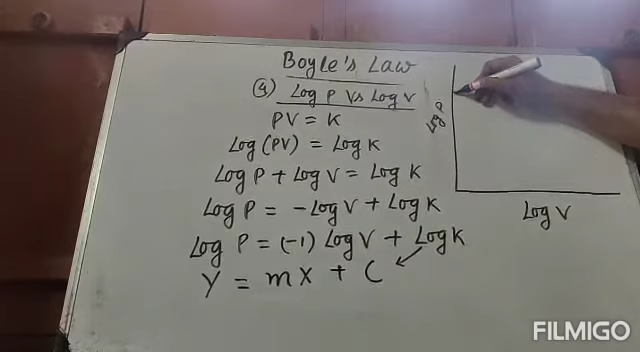 Boyle's Law
(4) Log P Vs Log V
PV = K
Log (PV) = Log K
Log P + Log V = Log K
Log P = -Log V + Log K
Log P = (-1) Log V + Log K
Y = mX + C
Log P
Log V
FILMIGO